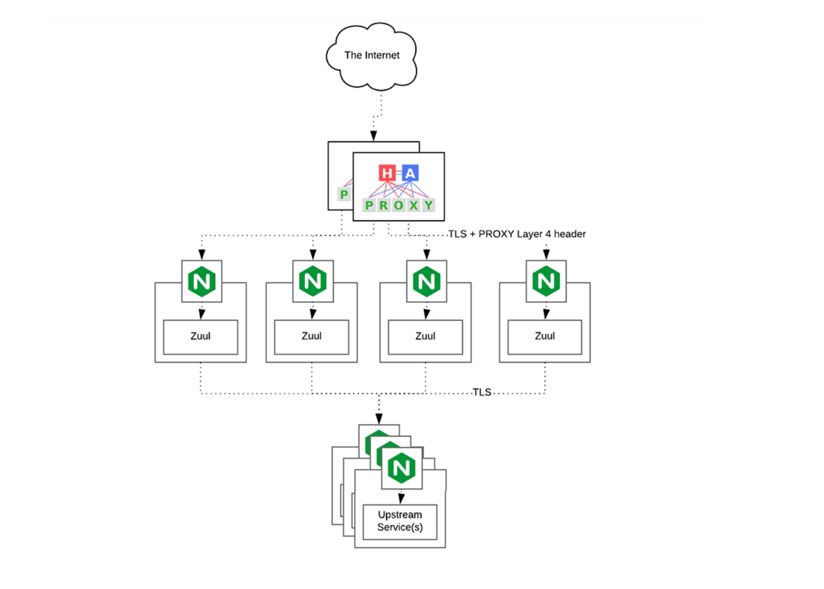 The Internet
H A
P
P R O X Y
TLS + PROXY Layer 4 header
N
N
N
N
Zuul
Zuul
Zuul
Zuul
TLS
N
Upstream
Service(s)